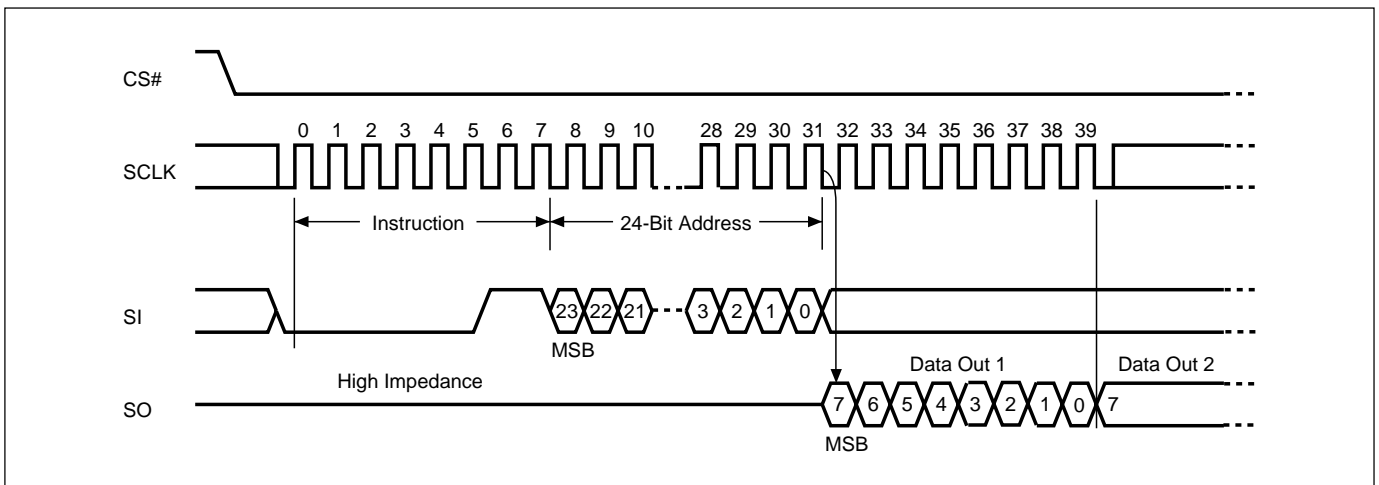 CS#
0 1 2 3 4 5 6 7 8 9 10 28 29 30 31 32 33 34 35 36 37 38 39
SCLK
Instruction 24-Bit Address
SI 23 22 21 3 2 1 0
MSB
High Impedance Data Out 1 Data Out 2
SO 7 6 5 4 3 2 1 0 7
MSB